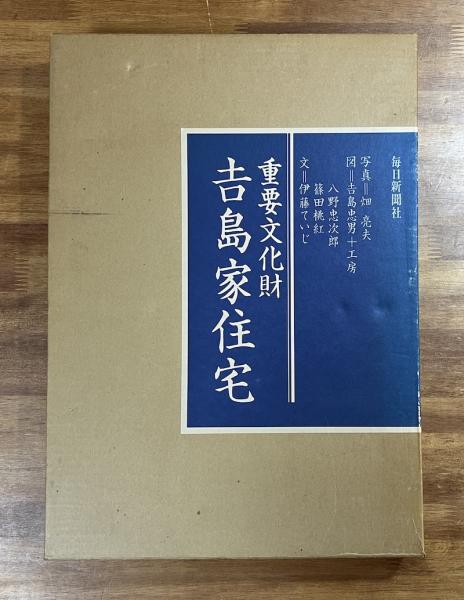 毎日新聞社
写真＝畑 亮夫
図＝𠮷島忠男＋工房
八野忠次郎
篠田桃紅
文＝伊藤ていじ
重要文化財
𠮷島家住宅